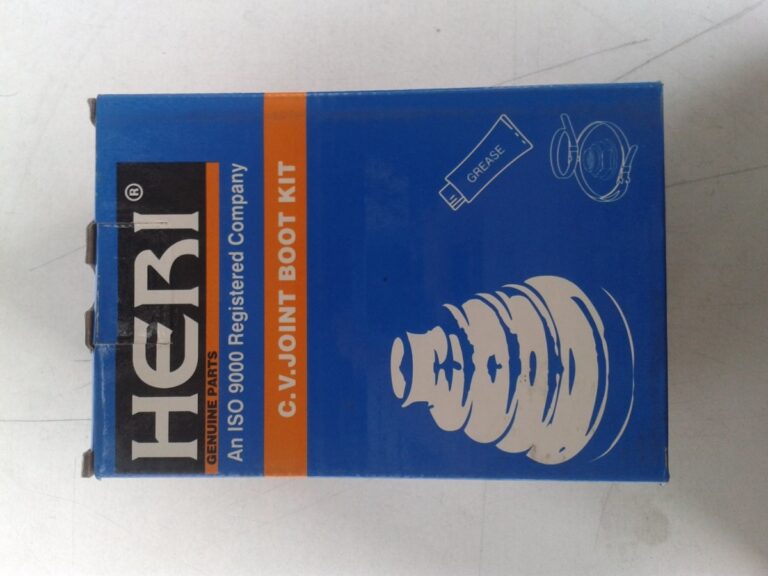 HERI®
GENUINE PARTS
An ISO 9000 Registered Company
C.V.JOINT BOOT KIT
GREASE